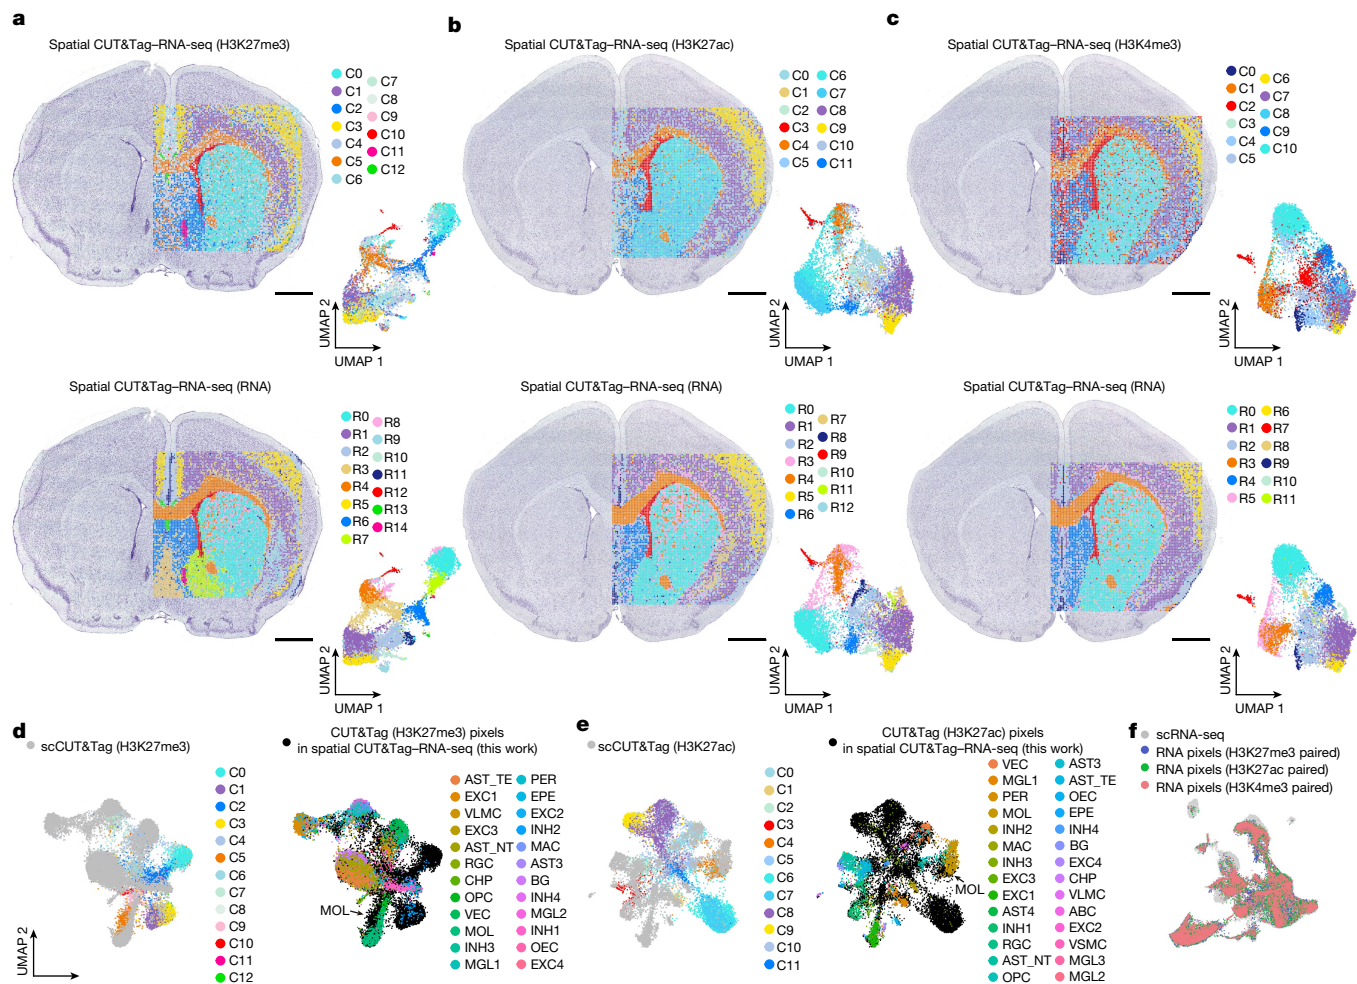 a
Spatial CUT&Tag–RNA-seq (H3K27me3)
C0
C1
C2
C3
C4
C5
C6
C7
C8
C9
C10
C11
C12
UMAP 2
UMAP 1
Spatial CUT&Tag–RNA-seq (RNA)
R0
R1
R2
R3
R4
R5
R6
R7
R8
R9
R10
R11
R12
R13
R14
UMAP 2
UMAP 1
b
Spatial CUT&Tag–RNA-seq (H3K27ac)
C0
C1
C2
C3
C4
C5
C6
C7
C8
C9
C10
C11
UMAP 2
UMAP 1
Spatial CUT&Tag–RNA-seq (RNA)
R0
R1
R2
R3
R4
R5
R6
R7
R8
R9
R10
R11
R12
UMAP 2
UMAP 1
c
Spatial CUT&Tag–RNA-seq (H3K4me3)
C0
C1
C2
C3
C4
C5
C6
C7
C8
C9
C10
UMAP 2
UMAP 1
Spatial CUT&Tag–RNA-seq (RNA)
R0
R1
R2
R3
R4
R5
R6
R7
R8
R9
R10
R11
UMAP 2
UMAP 1
d
scCUT&Tag (H3K27me3)
C0
C1
C2
C3
C4
C5
C6
C7
C8
C9
C10
C11
C12
UMAP 2
UMAP 1
CUT&Tag (H3K27me3) pixels
in spatial CUT&Tag–RNA-seq (this work)
MOL
AST_TE
EXC1
VLMC
EXC3
AST_NT
RGC
CHP
OPC
VEC
MOL
INH3
MGL1
PER
EPE
EXC2
INH2
MAC
AST3
BG
INH4
MGL2
INH1
OEC
EXC4
e
scCUT&Tag (H3K27ac)
C0
C1
C2
C3
C4
C5
C6
C7
C8
C9
C10
C11
CUT&Tag (H3K27ac) pixels
in spatial CUT&Tag–RNA-seq (this work)
MOL
VEC
MGL1
PER
MOL
INH2
MAC
INH3
EXC3
EXC1
AST4
INH1
RGC
AST_NT
OPC
AST3
AST_TE
OEC
EPE
INH4
BG
EXC4
CHP
VLMC
ABC
EXC2
VSMC
MGL3
MGL2
f
scRNA-seq
RNA pixels (H3K27me3 paired)
RNA pixels (H3K27ac paired)
RNA pixels (H3K4me3 paired)